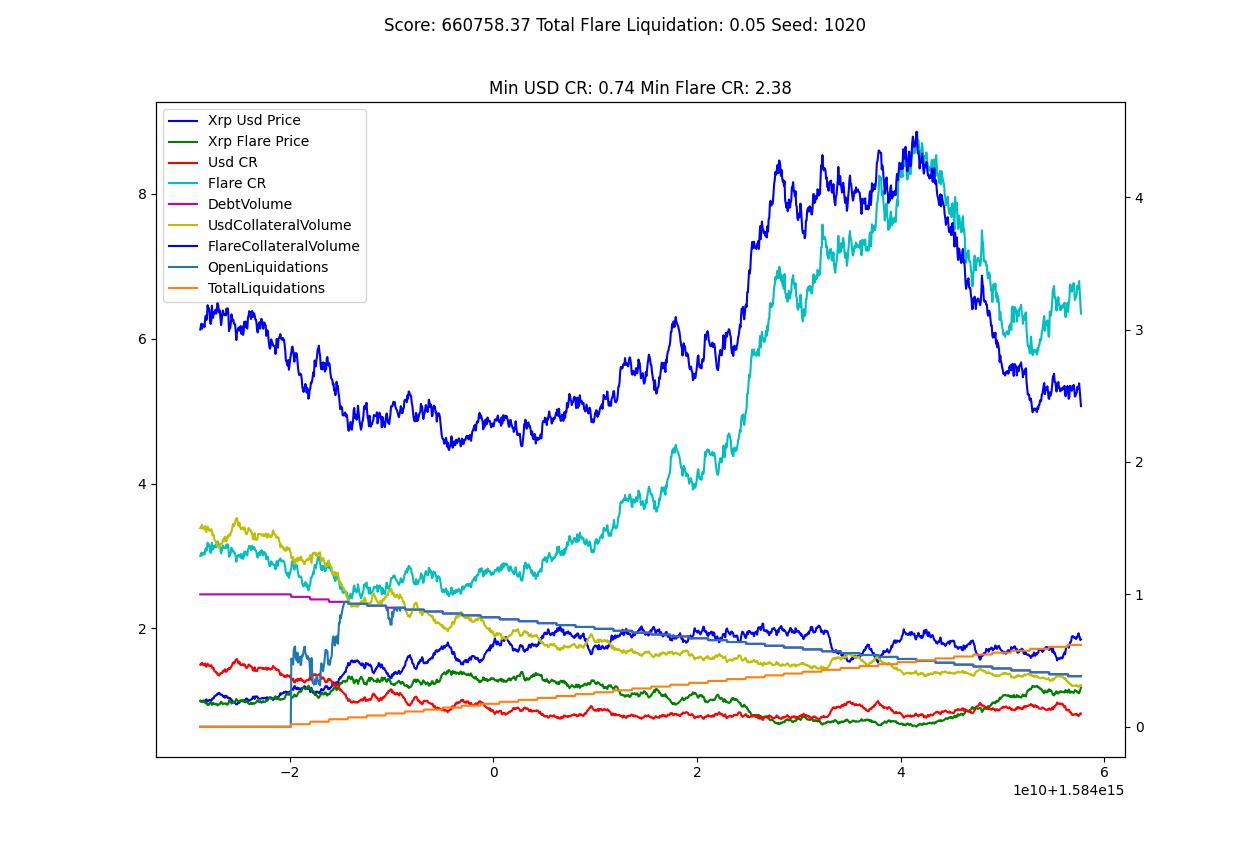 Score: 660758.37 Total Flare Liquidation: 0.05 Seed: 1020
Min USD CR: 0.74 Min Flare CR: 2.38
Xrp Usd Price
Xrp Flare Price
Usd CR
Flare CR
DebtVolume
UsdCollateralVolume
FlareCollateralVolume
OpenLiquidations
TotalLiquidations
8
6
4
2
4
3
2
1
0
−2
0
2
4
6
1e10+1.584e15